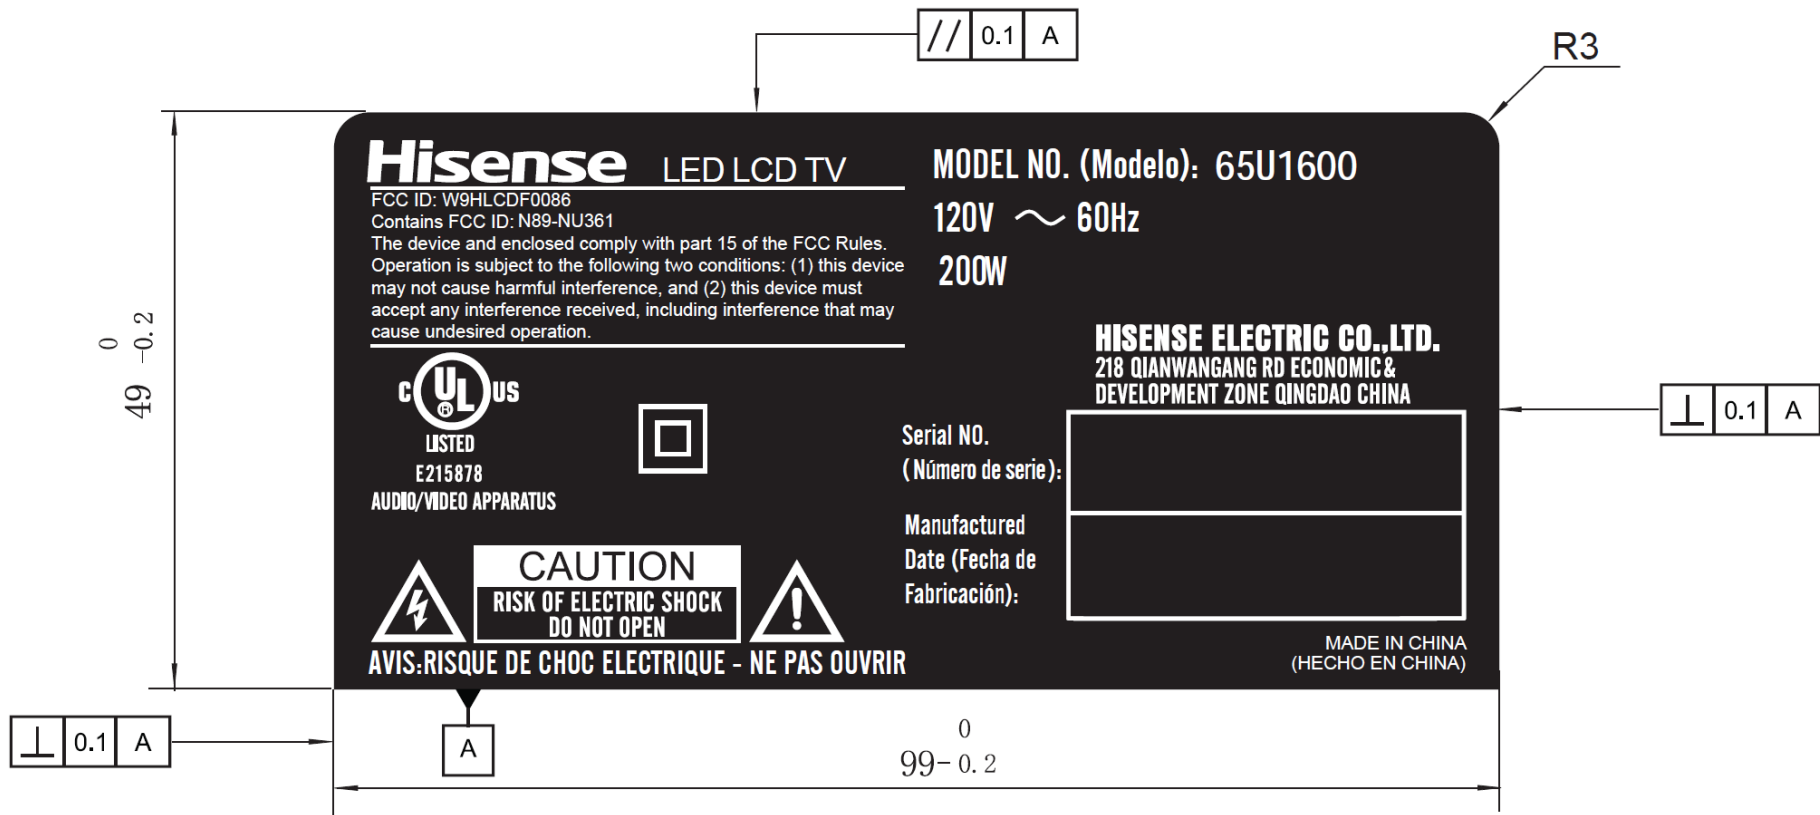 // 0.1 A
R3
Hisense LED LCD TV
FCC ID: W9HLCDF0086
Contains FCC ID: N89-NU361
The device and enclosed comply with part 15 of the FCC Rules.
Operation is subject to the following two conditions: (1) this device
may not cause harmful interference, and (2) this device must
accept any interference received, including interference that may
cause undesired operation.
MODEL NO. (Modelo): 65U1600
120V ～ 60Hz
200W
HISENSE ELECTRIC CO.,LTD.
218 QIANWANGANG RD ECONOMIC &
DEVELOPMENT ZONE QINGDAO CHINA
C UL ® US
LISTED
E215878
AUDIO/VIDEO APPARATUS
Serial NO.
(Número de serie):
Manufactured
Date (Fecha de
Fabricación):
CAUTION
RISK OF ELECTRIC SHOCK
DO NOT OPEN
AVIS:RISQUE DE CHOC ELECTRIQUE - NE PAS OUVRIR
MADE IN CHINA
(HECHO EN CHINA)
0
49 -0.2
⊥ 0.1 A
⊥ 0.1 A
A
0
99-0.2